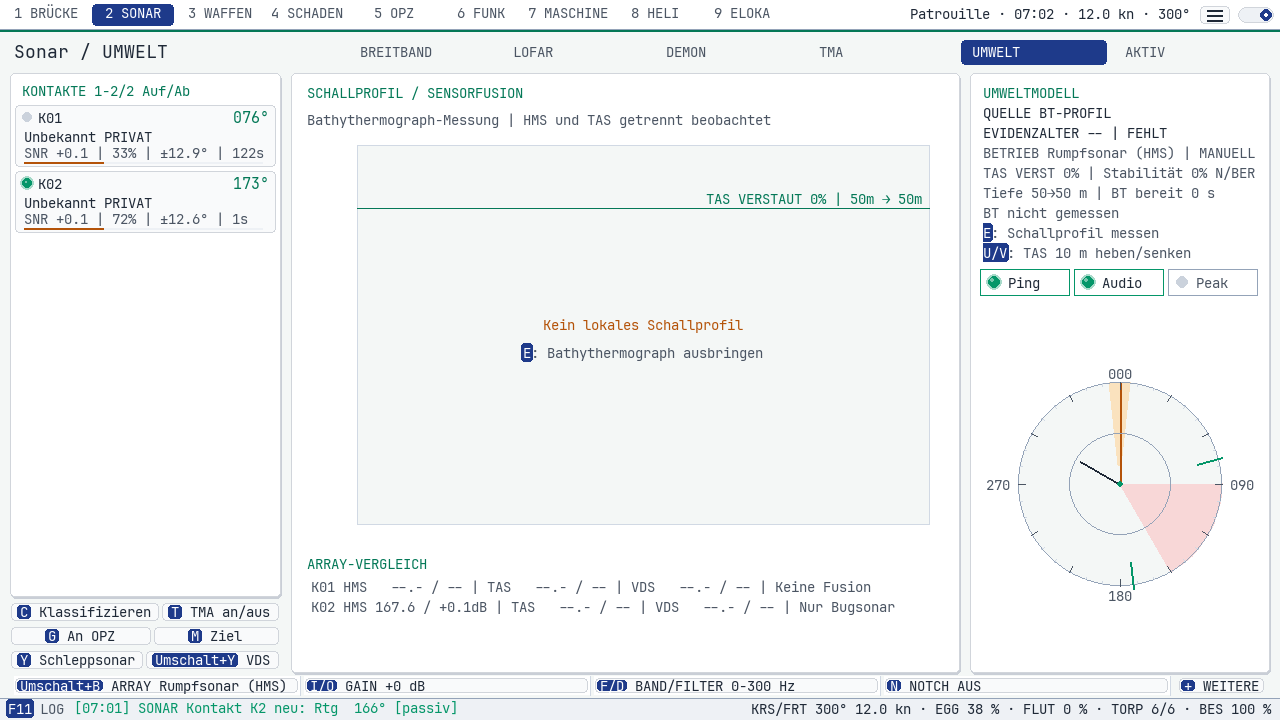 1 BRÜCKE 2 SONAR 3 WAFFEN 4 SCHADEN 5 OPZ 6 FUNK 7 MASCHINE 8 HELI 9 ELOKA Patrouille · 07:02 · 12.0 kn · 300°
Sonar / UMWELT BREITBAND LOFAR DEMON TMA UMWELT AKTIV
KONTAKTE 1-2/2 Auf/Ab
K01 076°
Unbekannt PRIVAT
SNR +0.1 | 33% | ±12.9° | 122s
K02 173°
Unbekannt PRIVAT
SNR +0.1 | 72% | ±12.6° | 1s
C Klassifizieren T TMA an/aus
G An OPZ M Ziel
Y Schleppsonar Umschalt+Y VDS
SCHALLPROFIL / SENSORFUSION
Bathythermograph-Messung | HMS und TAS getrennt beobachtet
TAS VERSTAUT 0% | 50m → 50m
Kein lokales Schallprofil
E: Bathythermograph ausbringen
ARRAY-VERGLEICH
K01 HMS --.- / -- | TAS --.- / -- | VDS --.- / -- | Keine Fusion
K02 HMS 167.6 / +0.1dB | TAS --.- / -- | VDS --.- / -- | Nur Bugsonar
UMWELTMODELL
QUELLE BT-PROFIL
EVIDENZALTER -- | FEHLT
BETRIEB Rumpfsonar (HMS) | MANUELL
TAS VERST 0% | Stabilität 0% N/BER
Tiefe 50→50 m | BT bereit 0 s
BT nicht gemessen
E: Schallprofil messen
U/V: TAS 10 m heben/senken
Ping Audio Peak
000
270 090
180
Umschalt+B ARRAY Rumpfsonar (HMS) I/O GAIN +0 dB F/D BAND/FILTER 0-300 Hz N NOTCH AUS + WEITERE
F11 LOG [07:01] SONAR Kontakt K2 neu: Rtg 166° [passiv] KRS/FRT 300° 12.0 kn · EGG 38 % · FLUT 0 % · TORP 6/6 · BES 100 %